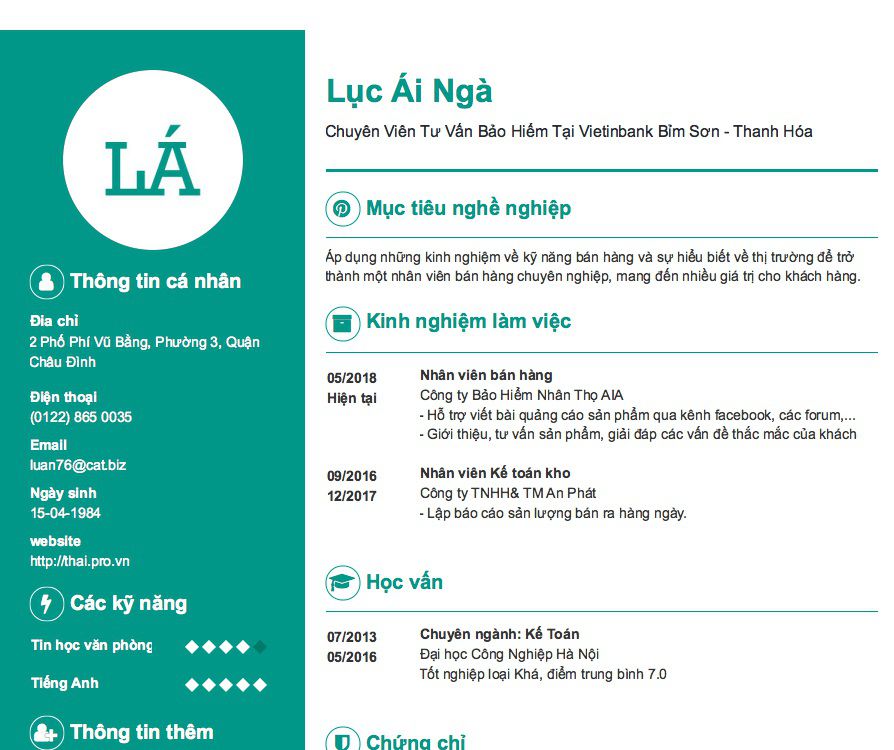 LÁ
Thông tin cá nhân
Địa chỉ
2 Phố Phí Vũ Bằng, Phường 3, Quận
Châu Đình
Điện thoại
(0122) 865 0035
Email
luan76@cat.biz
Ngày sinh
15-04-1984
website
http://thai.pro.vn
Các kỹ năng
Tin học văn phòng
Tiếng Anh
Thông tin thêm
Lục Ái Ngà
Chuyên Viên Tư Vấn Bảo Hiểm Tại Vietinbank Bỉm Sơn - Thanh Hóa
Mục tiêu nghề nghiệp
Áp dụng những kinh nghiệm về kỹ năng bán hàng và sự hiểu biết về thị trường để trở
thành một nhân viên bán hàng chuyên nghiệp, mang đến nhiều giá trị cho khách hàng.
Kinh nghiệm làm việc
05/2018
Hiện tại
Nhân viên bán hàng
Công ty Bảo Hiểm Nhân Thọ AIA
- Hỗ trợ viết bài quảng cáo sản phẩm qua kênh facebook, các forum,...
- Giới thiệu, tư vấn sản phẩm, giải đáp các vấn đề thắc mắc của khách
09/2016
12/2017
Nhân viên Kế toán kho
Công ty TNHH& TM An Phát
- Lập báo cáo sản lượng bán ra hàng ngày.
Học vấn
07/2013
05/2016
Chuyên ngành: Kế Toán
Đại học Công Nghiệp Hà Nội
Tốt nghiệp loại Khá, điểm trung bình 7.0
Chứng chỉ